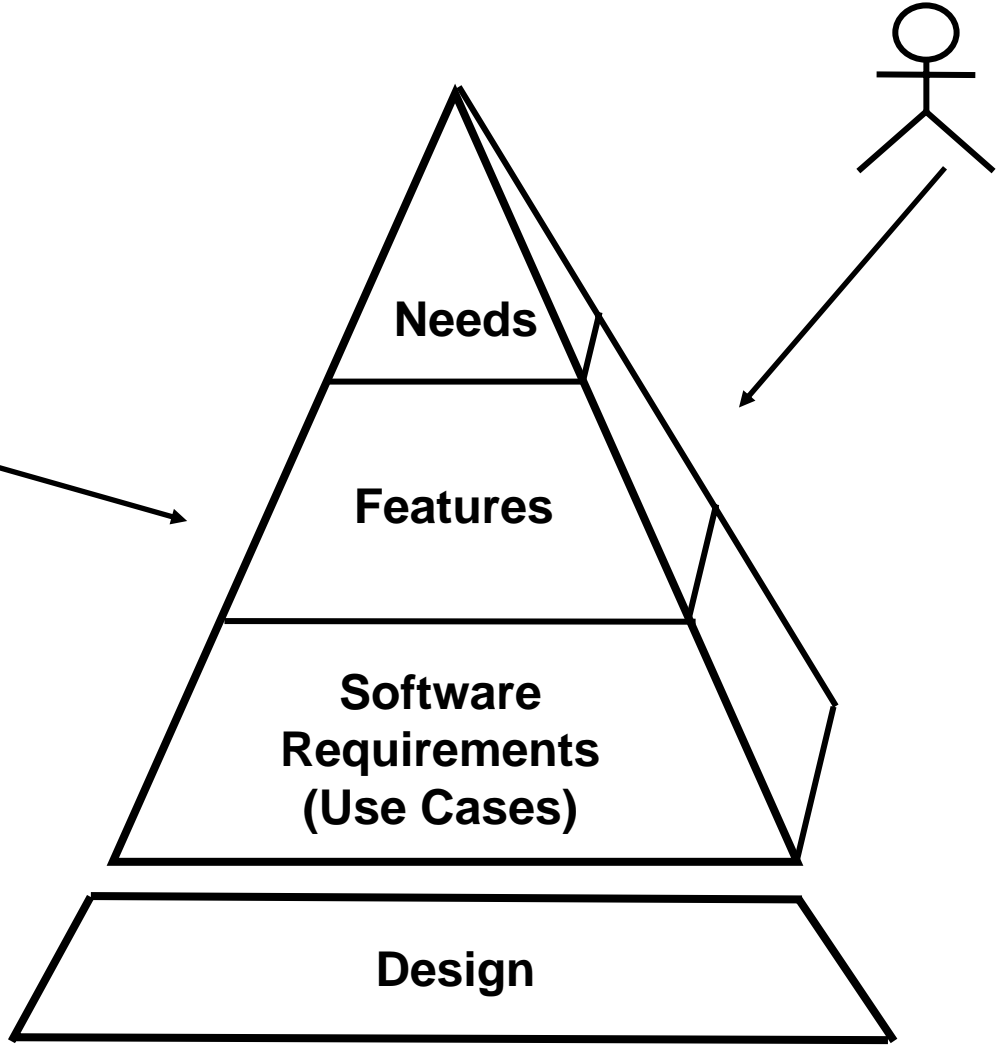 Needs
Features
Software
Requirements
(Use Cases)
Design